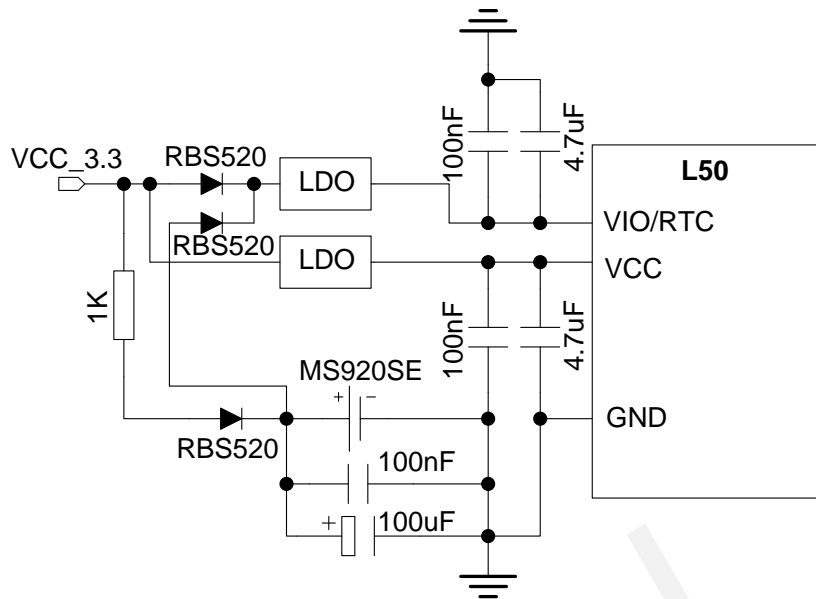 100nF
4.7uF
VCC_3.3
RBS520
LDO
L50
RBS520
VIO/RTC
LDO
VCC
1K
100nF
4.7uF
MS920SE
+ -
RBS520
GND
100nF
+
100uF